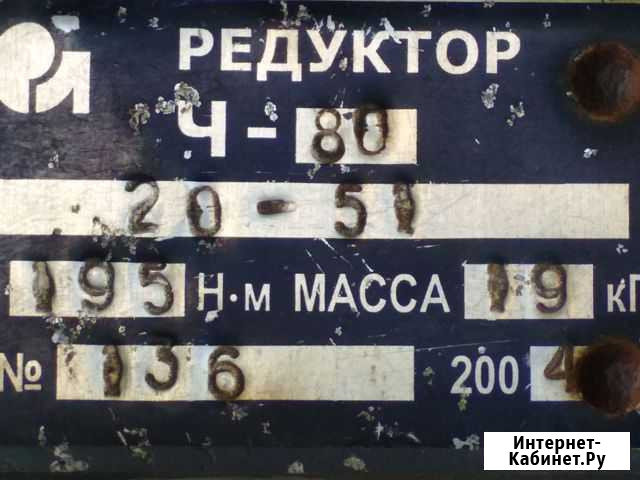 РЕДУКТОР
Ч-80
20-51
195 Н·м МАССА 19 кГ
№ 136 2004
Интернет-
Кабинет.Ру